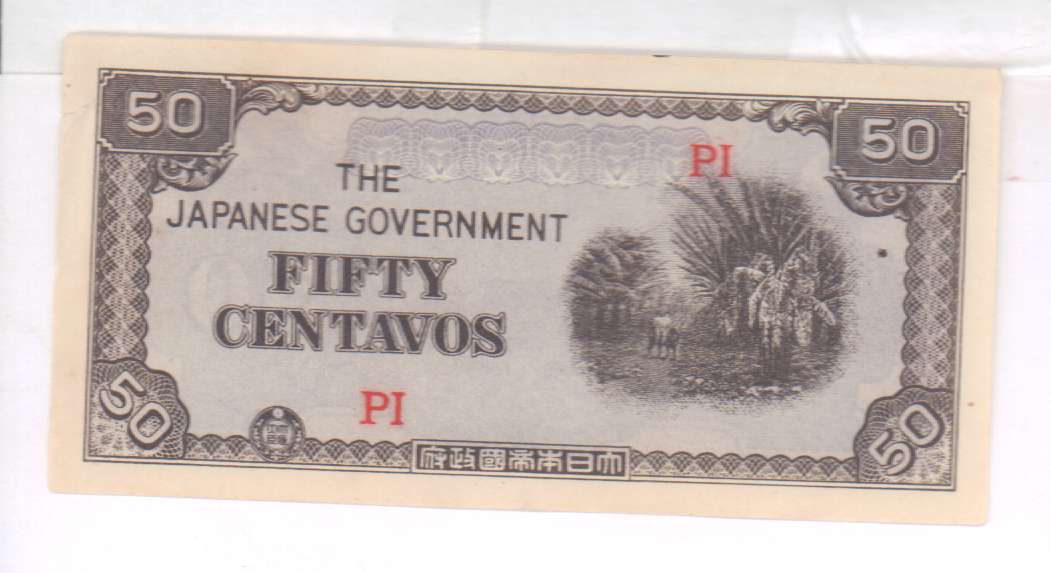 50
50
PI
THE
JAPANESE GOVERNMENT
FIFTY
CENTAVOS
PI
50
50
府政國帝本日大